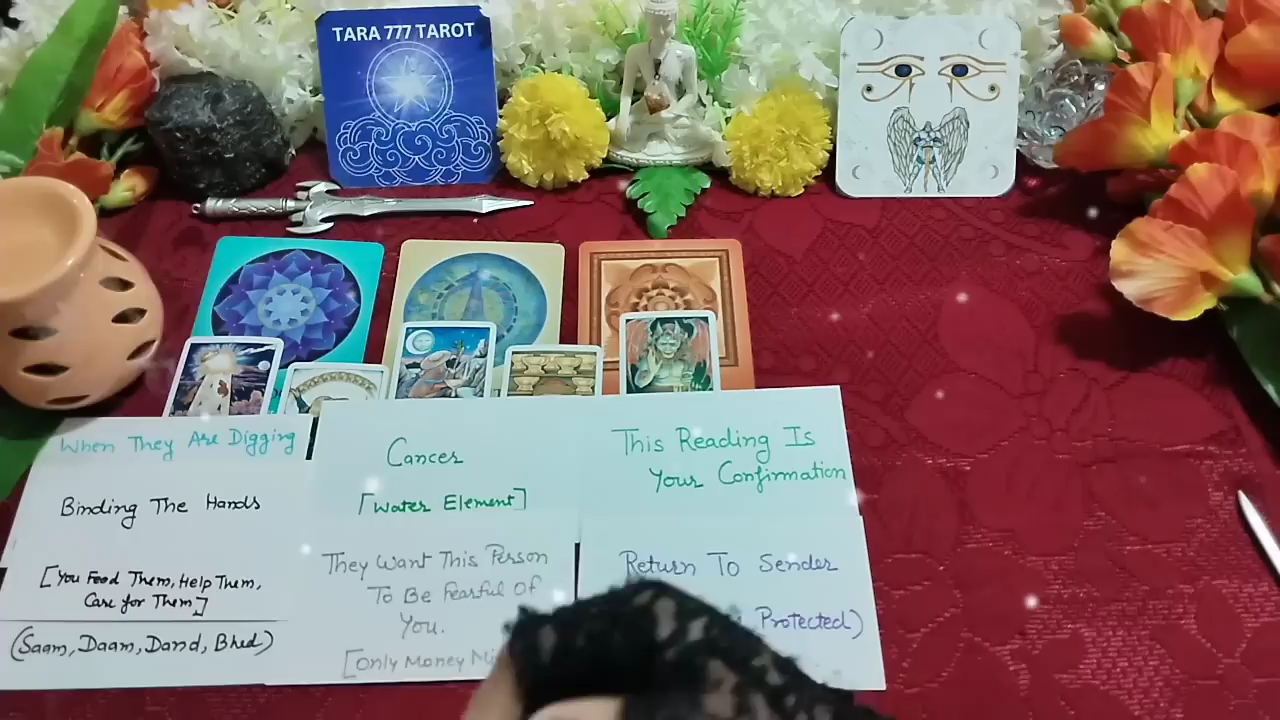 TARA 777 TAROT
When They Are Digging
Binding The Hands
[You Feed Them, Help Them,
Care for Them]
(Saam, Daam, Dand, Bhed)
Cancer
[Water Element]
They Want This Person
To Be Fearful Of
You.
[Only Money
This Reading Is
Your Confirmation
Return To Sender
Protected)